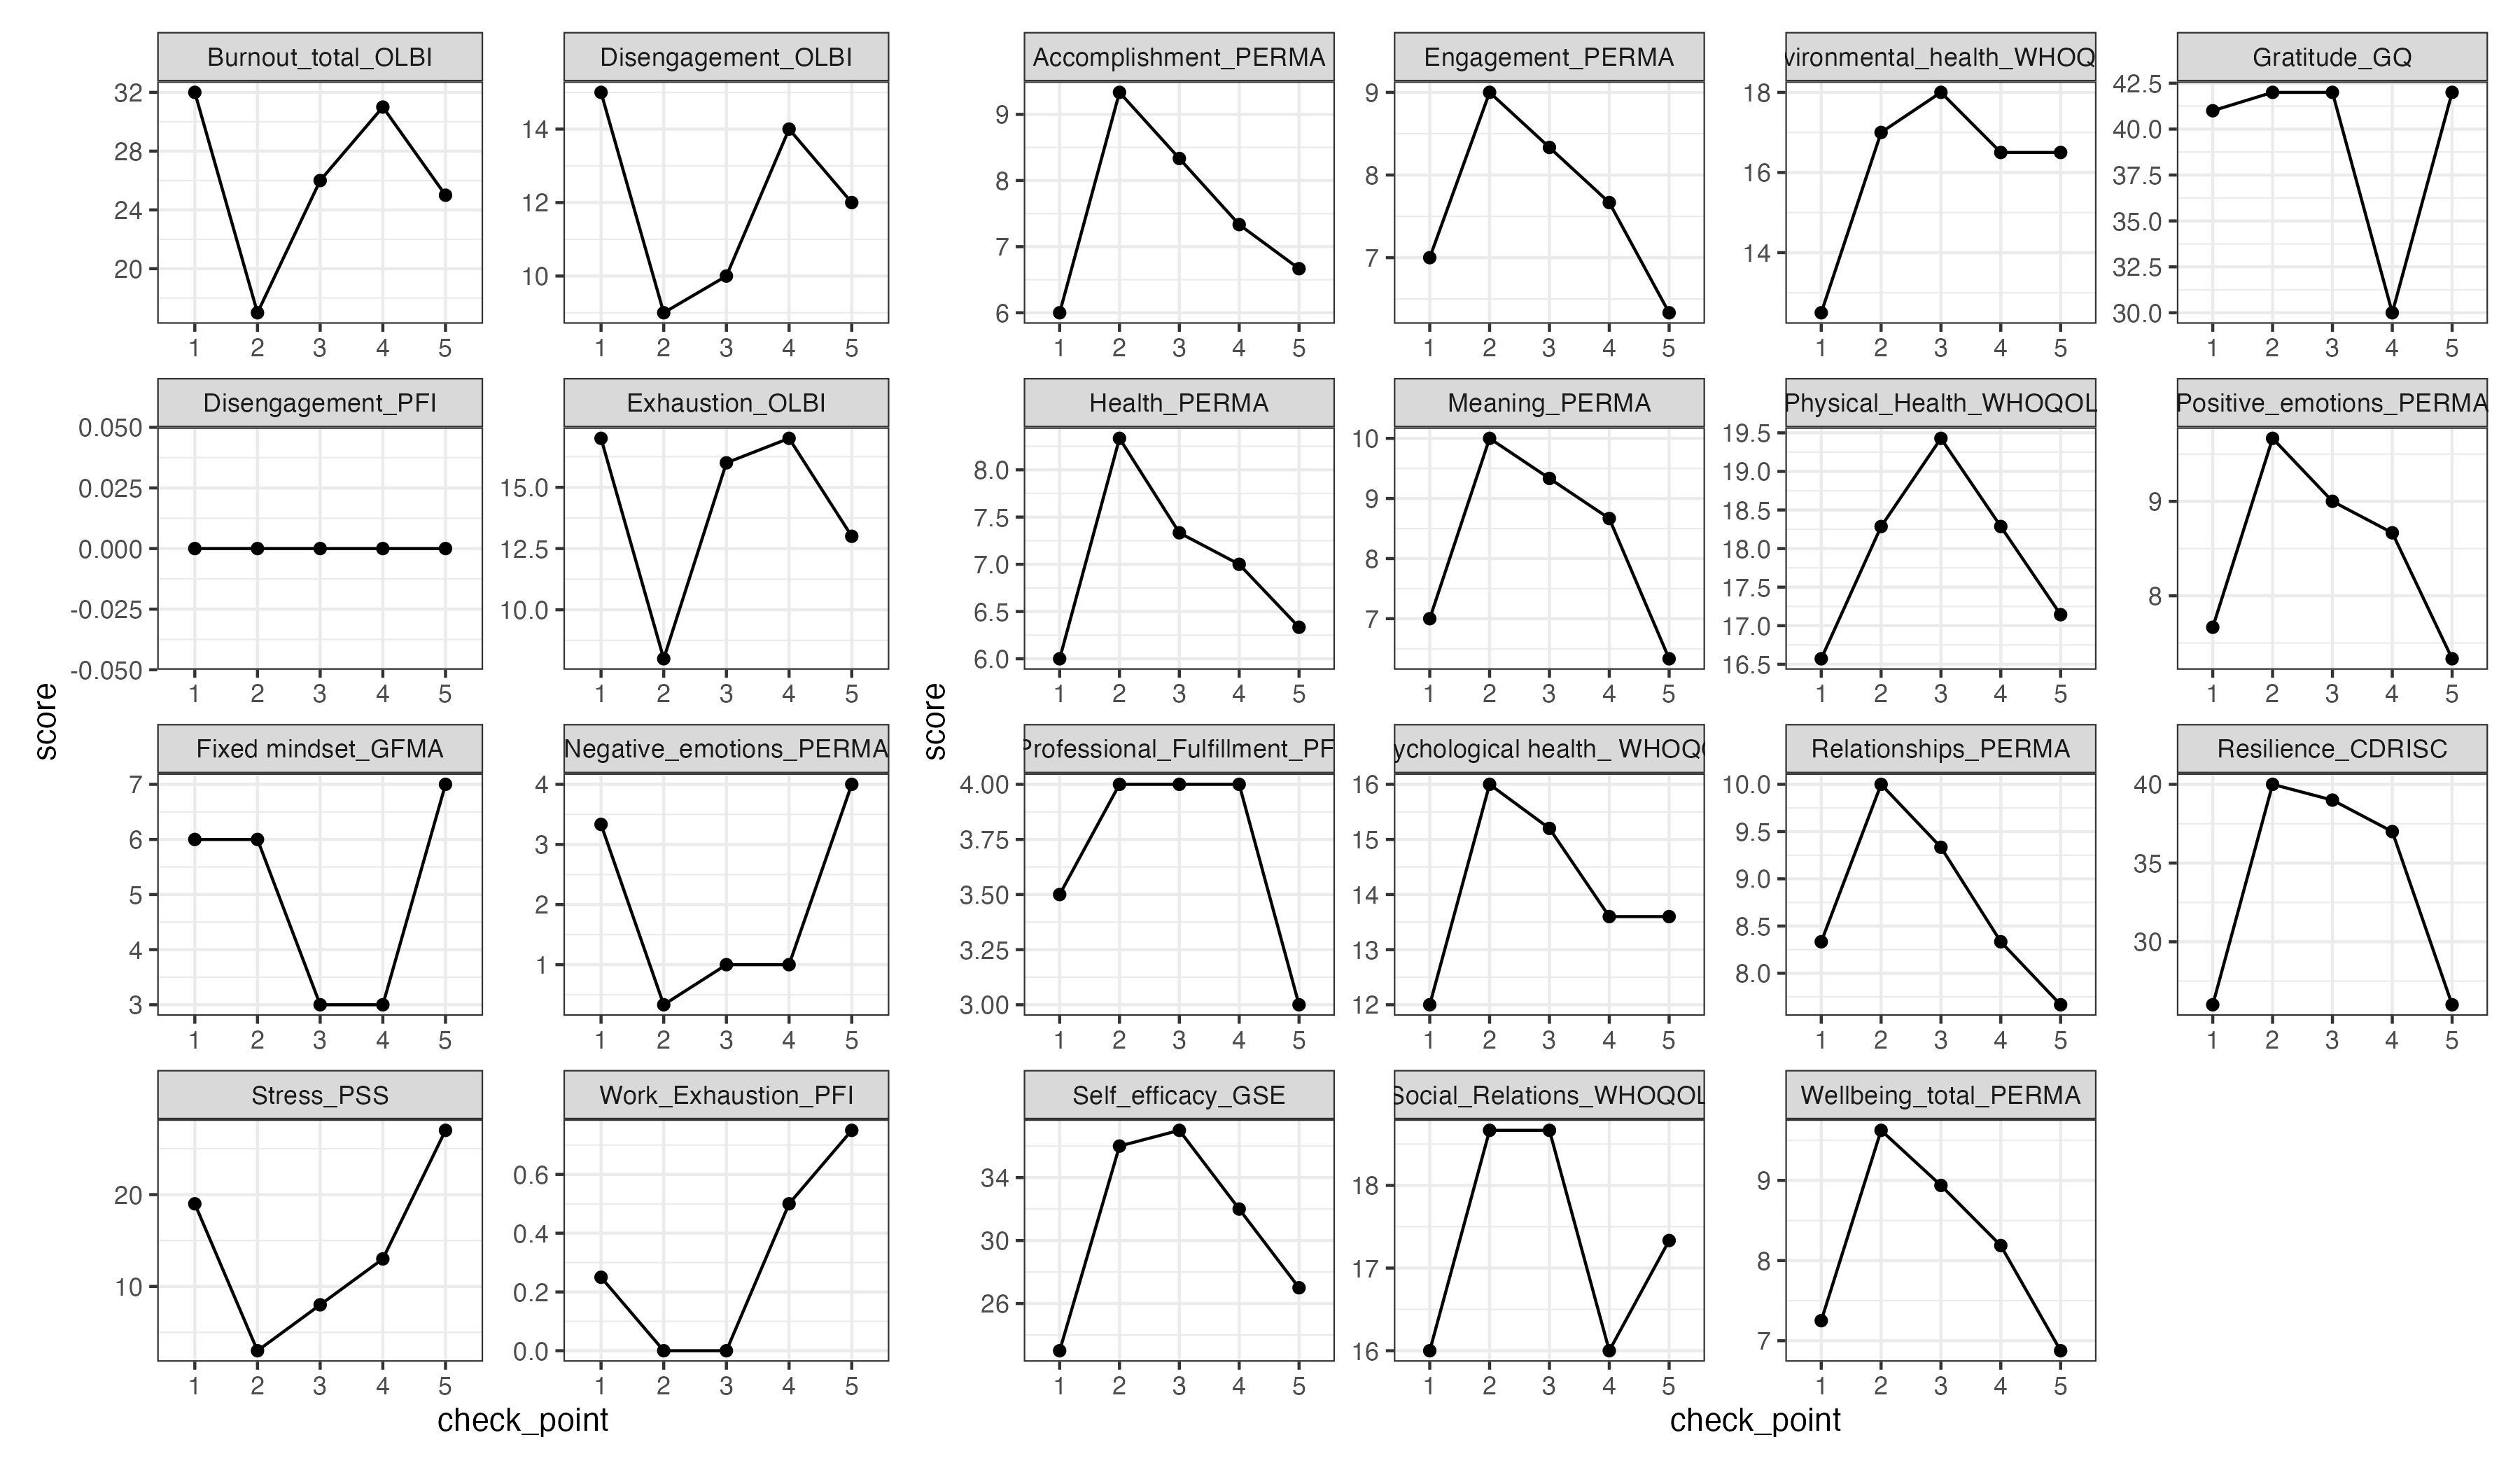 Burnout_total_OLBI
32
28
24
20
1 2 3 4 5
Disengagement_OLBI
14
12
10
1 2 3 4 5
Disengagement_PFI
0.050
0.025
0.000
-0.025
-0.050
1 2 3 4 5
Exhaustion_OLBI
15.0
12.5
10.0
1 2 3 4 5
Fixed mindset_GFMA
7
6
5
4
3
1 2 3 4 5
Negative_emotions_PERMA
4
3
2
1
1 2 3 4 5
Stress_PSS
20
10
1 2 3 4 5
Work_Exhaustion_PFI
0.6
0.4
0.2
0.0
1 2 3 4 5
score
check_point
Accomplishment_PERMA
9
8
7
6
1 2 3 4 5
Engagement_PERMA
9
8
7
1 2 3 4 5
vironmental_health_WHOQ
18
16
14
1 2 3 4 5
Gratitude_GQ
42.5
40.0
37.5
35.0
32.5
30.0
1 2 3 4 5
Health_PERMA
8.0
7.5
7.0
6.5
6.0
1 2 3 4 5
Meaning_PERMA
10
9
8
7
1 2 3 4 5
Physical_Health_WHOQOL
19.5
19.0
18.5
18.0
17.5
17.0
16.5
1 2 3 4 5
Positive_emotions_PERMA
9
8
1 2 3 4 5
Professional_Fulfillment_PF
4.00
3.75
3.50
3.25
3.00
1 2 3 4 5
ychological health_ WHOQ
16
15
14
13
12
1 2 3 4 5
Relationships_PERMA
10.0
9.5
9.0
8.5
8.0
1 2 3 4 5
Resilience_CDRISC
40
35
30
1 2 3 4 5
Self_efficacy_GSE
34
30
26
1 2 3 4 5
Social_Relations_WHOQOL
18
17
16
1 2 3 4 5
Wellbeing_total_PERMA
9
8
7
1 2 3 4 5
score
check_point